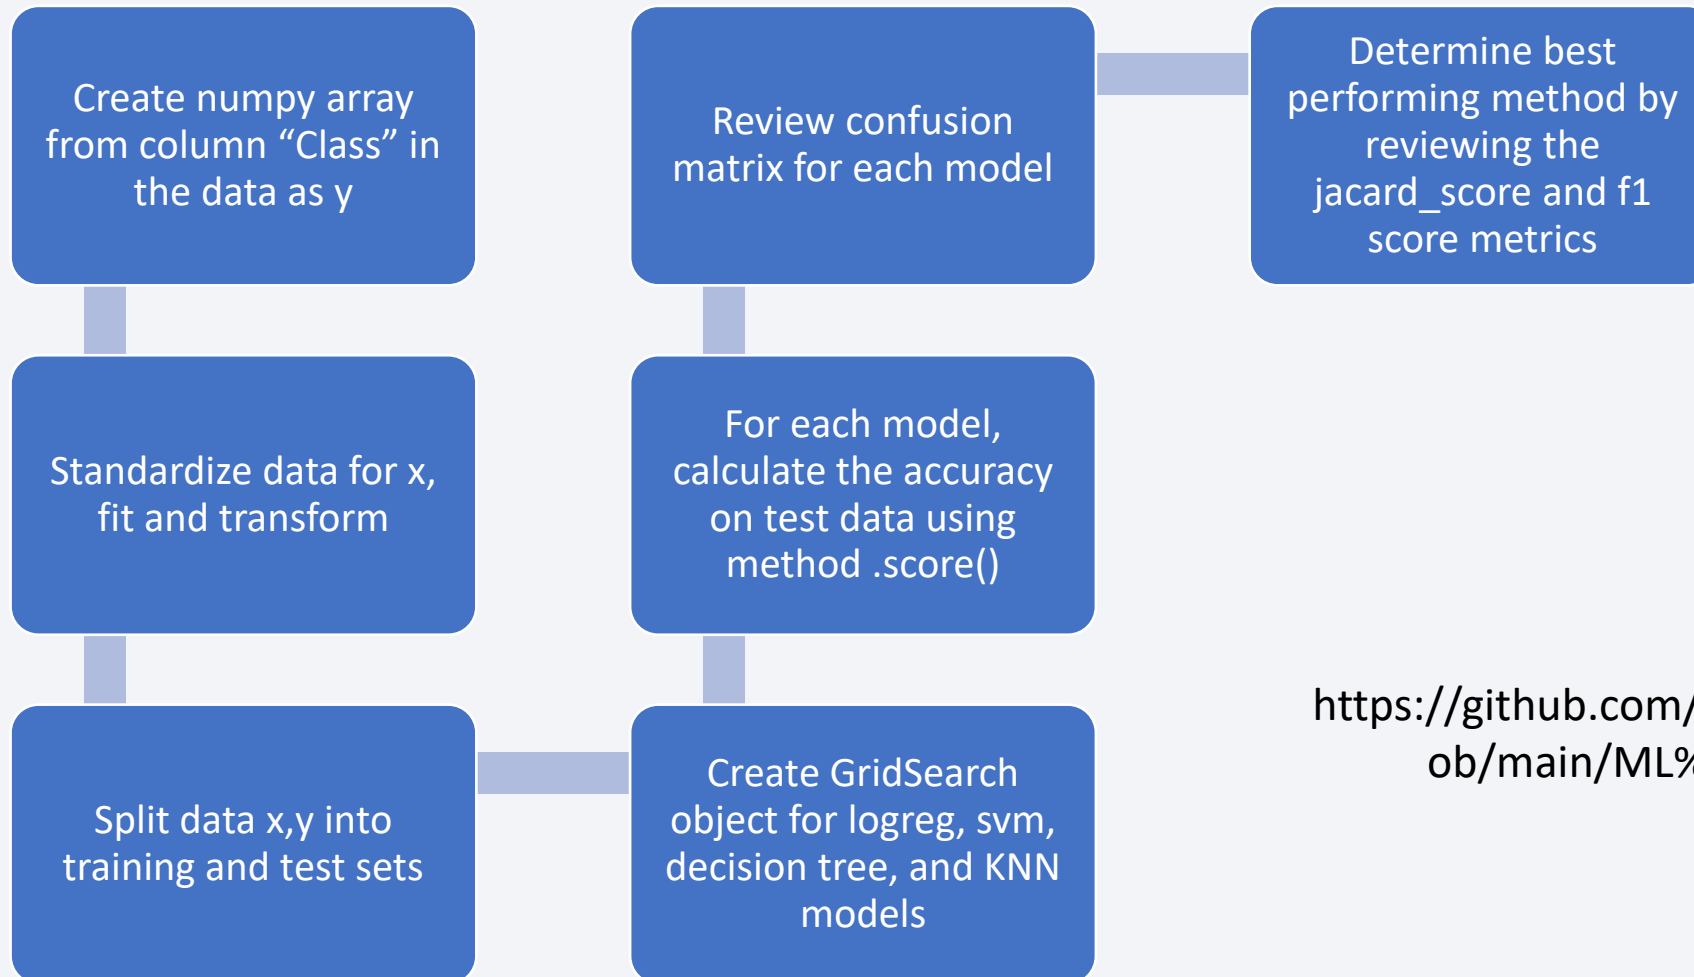 Create numpy array
from column “Class” in
the data as y
Standardize data for x,
fit and transform
Split data x,y into
training and test sets
Create GridSearch
object for logreg, svm,
decision tree, and KNN
models
For each model,
calculate the accuracy
on test data using
method .score()
Review confusion
matrix for each model
Determine best
performing method by
reviewing the
jacard_score and f1
score metrics
https://github.com/
ob/main/ML%